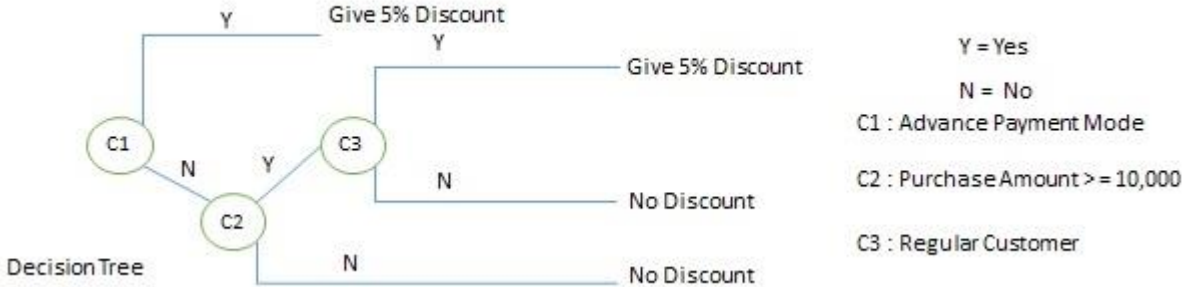 Y
Give 5% Discount
Y
Give 5% Discount
Y = Yes
N = No
C1
C3
C1 : Advance Payment Mode
N
Y
N
C2 : Purchase Amount >= 10,000
No Discount
C2
C3 : Regular Customer
Decision Tree
N
No Discount